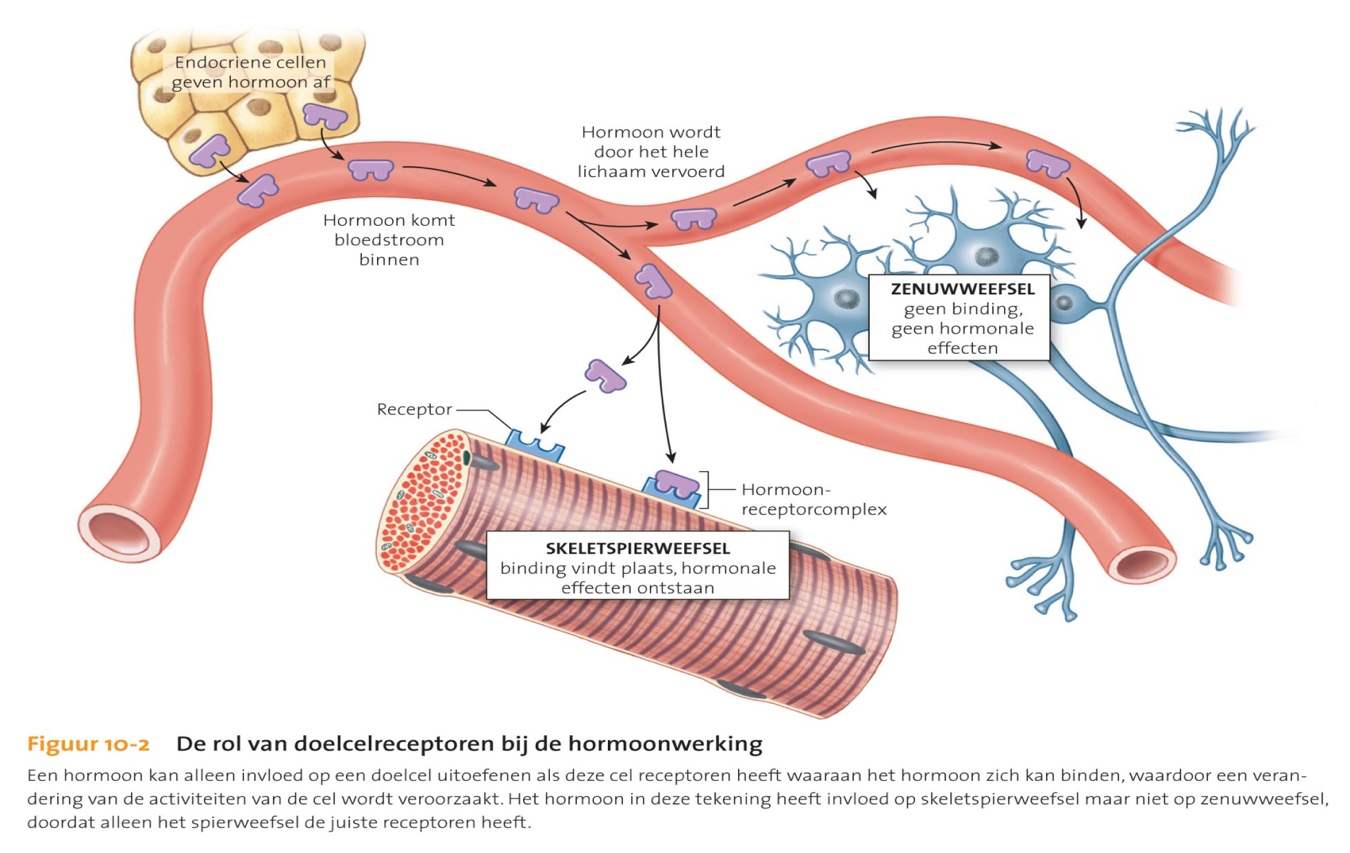 Endocriene cellen
geven hormoon af
Hormoon wordt
door het hele
lichaam vervoerd
Hormoon komt
bloedstroom
binnen
ZENUWWEEFSEL
geen binding,
geen hormonale
effecten
Receptor
Hormoon-
receptorcomplex
SKELETSPIERWEEFSEL
binding vindt plaats, hormonale
effecten ontstaan
Figuur 10-2 De rol van doelcelreceptoren bij de hormoonwerking
Een hormoon kan alleen invloed op een doelcel uitoefenen als deze cel receptoren heeft waaraan het hormoon zich kan binden, waardoor een veran-
dering van de activiteiten van de cel wordt veroorzaakt. Het hormoon in deze tekening heeft invloed op skeletspierweefsel maar niet op zenuwweefsel,
doordat alleen het spierweefsel de juiste receptoren heeft.